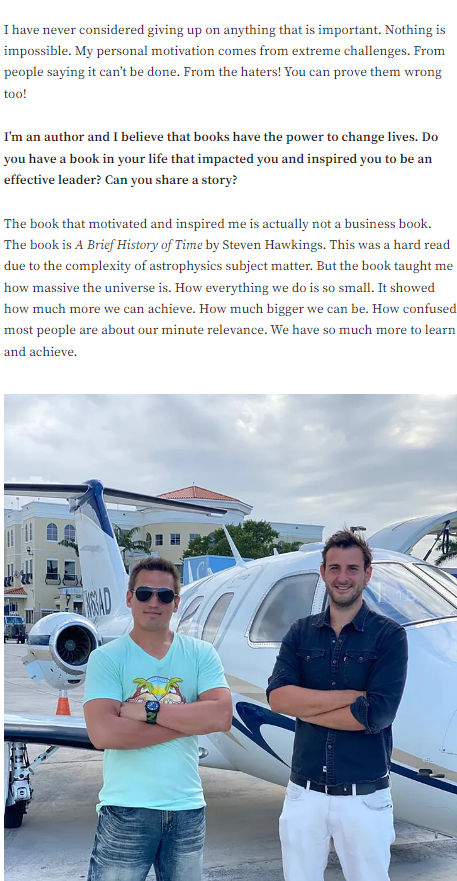 I have never considered giving up on anything that is important. Nothing is
impossible. My personal motivation comes from extreme challenges. From
people saying it can’t be done. From the haters! You can prove them wrong
too!
I’m an author and I believe that books have the power to change lives. Do
you have a book in your life that impacted you and inspired you to be an
effective leader? Can you share a story?
The book that motivated and inspired me is actually not a business book.
The book is A Brief History of Time by Steven Hawkings. This was a hard read
due to the complexity of astrophysics subject matter. But the book taught me
how massive the universe is. How everything we do is so small. It showed
how much more we can achieve. How much bigger we can be. How confused
most people are about our minute relevance. We have so much more to learn
and achieve.